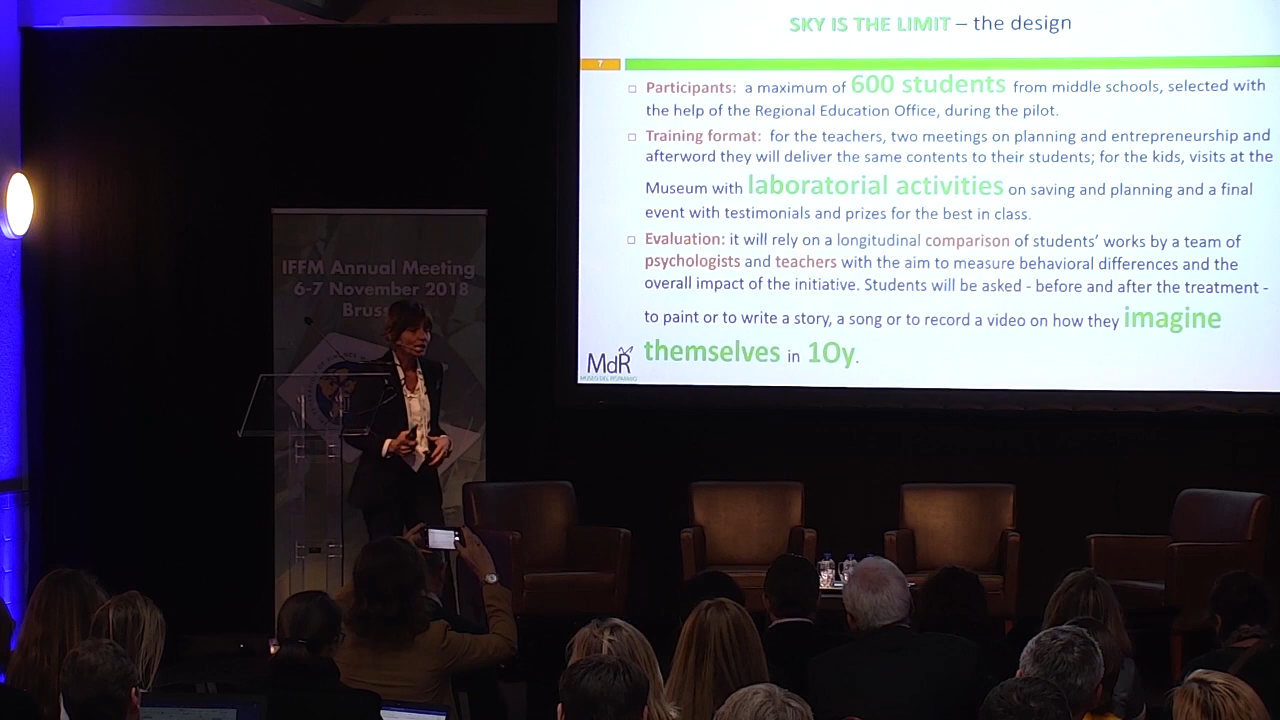 SKY IS THE LIMIT – the design
7
Participants: a maximum of 600 students from middle schools, selected with
the help of the Regional Education Office, during the pilot.
Training format: for the teachers, two meetings on planning and entrepreneurship and
afterword they will deliver the same contents to their students; for the kids, visits at the
Museum with laboratorial activities on saving and planning and a final
event with testimonials and prizes for the best in class.
Evaluation: it will rely on a longitudinal comparison of students’ works by a team of
psychologists and teachers with the aim to measure behavioral differences and the
overall impact of the initiative. Students will be asked - before and after the treatment -
to paint or to write a story, a song or to record a video on how they imagine
themselves in 10y.
MdR
MUSEO DEL RISPARMIO
IFFM Annual Meeting
6-7 November 2018